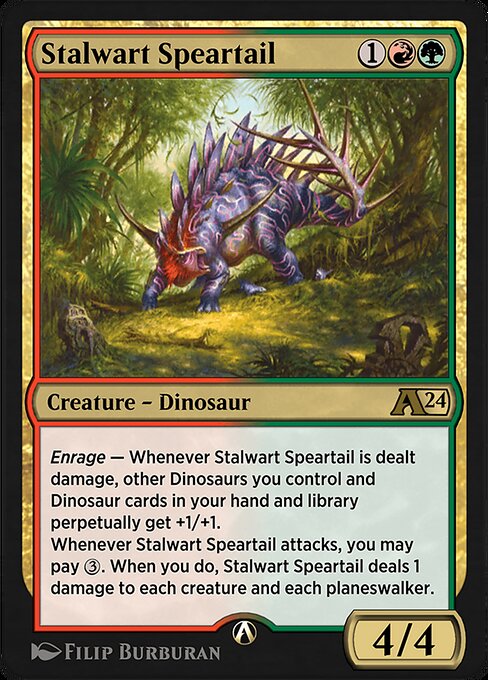 Stalwart Speartail 1
Creature – Dinosaur A24
Enrage — Whenever Stalwart Speartail is dealt
damage, other Dinosaurs you control and
Dinosaur cards in your hand and library
perpetually get +1/+1.
Whenever Stalwart Speartail attacks, you may
pay 3. When you do, Stalwart Speartail deals 1
damage to each creature and each planeswalker.
4/4
Filip Burburan